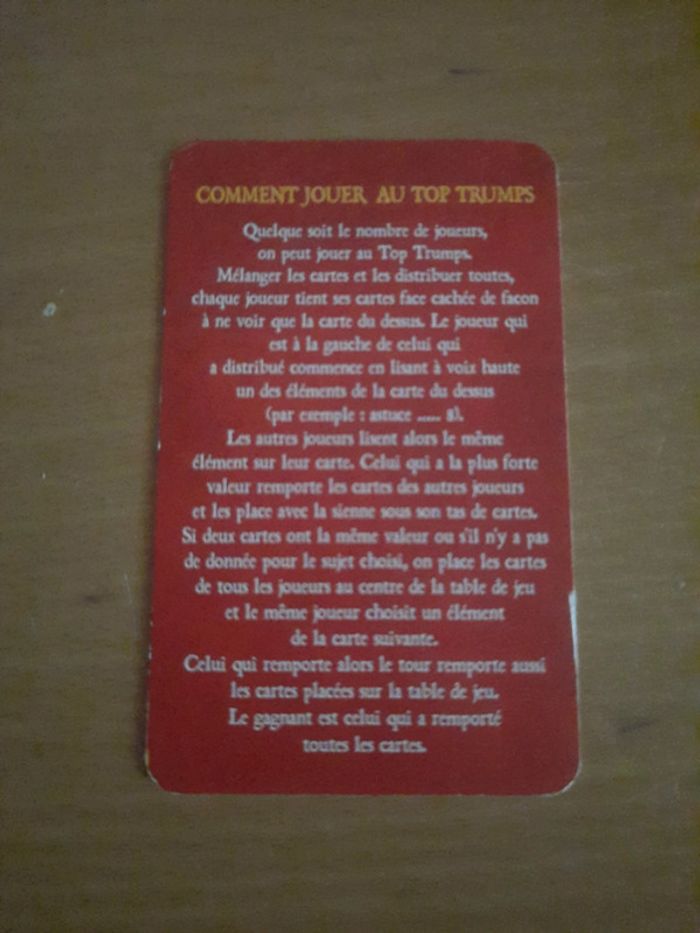 COMMENT JOUER AU TOP TRUMPS
Quelque soit le nombre de joueurs,
on peut jouer au Top Trumps.
Mélanger les cartes et les distribuer toutes,
chaque joueur tient ses cartes face cachée de facon
à ne voir que la carte du dessus. Le joueur qui
est à la gauche de celui qui
a distribué commence en lisant à voix haute
un des éléments de la carte du dessus
(par exemple : astuce ..... 8).
Les autres joueurs lisent alors le même
élément sur leur carte. Celui qui a la plus forte
valeur remporte les cartes des autres joueurs
et les place avec la sienne sous son tas de cartes.
Si deux cartes ont la même valeur ou s'il n'y a pas
de donnée pour le sujet choisi, on place les cartes
de tous les joueurs au centre de la table de jeu
et le même joueur choisit un élément
de la carte suivante.
Celui qui remporte alors le tour remporte aussi
les cartes placées sur la table de jeu.
Le gagnant est celui qui a remporté
toutes les cartes.